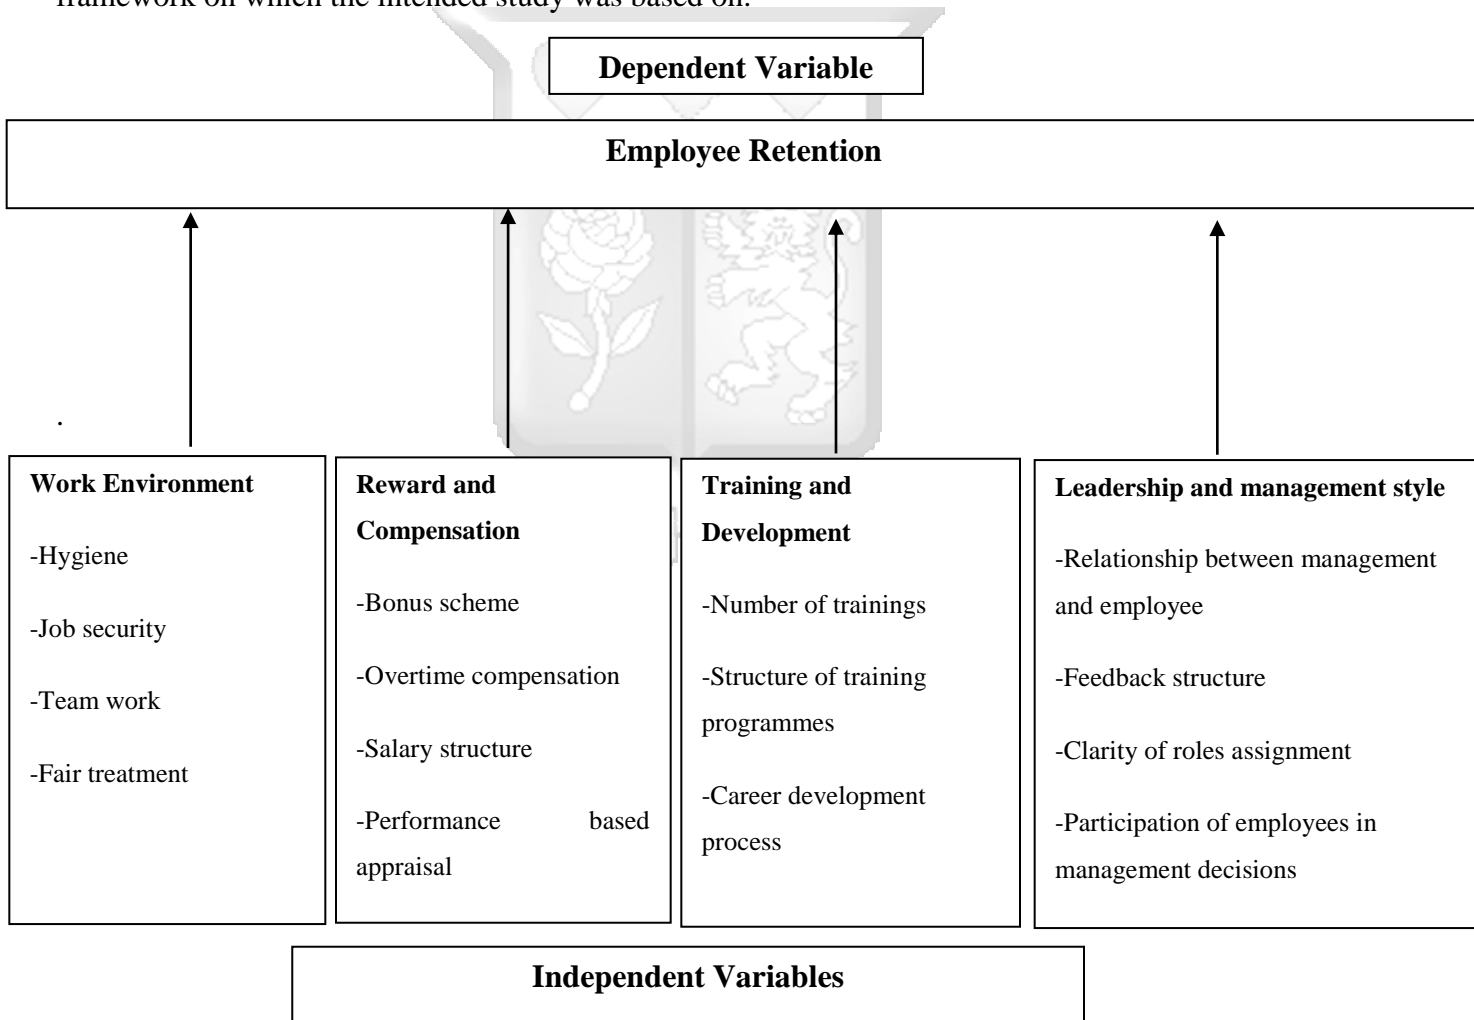 framework on which the intended study was based on.
Dependent Variable
Employee Retention
.
Work Environment
-Hygiene
-Job security
-Team work
-Fair treatment
Reward and
Compensation
-Bonus scheme
-Overtime compensation
-Salary structure
-Performance based
appraisal
Training and
Development
-Number of trainings
-Structure of training
programmes
-Career development
process
Leadership and management style
-Relationship between management
and employee
-Feedback structure
-Clarity of roles assignment
-Participation of employees in
management decisions
Independent Variables